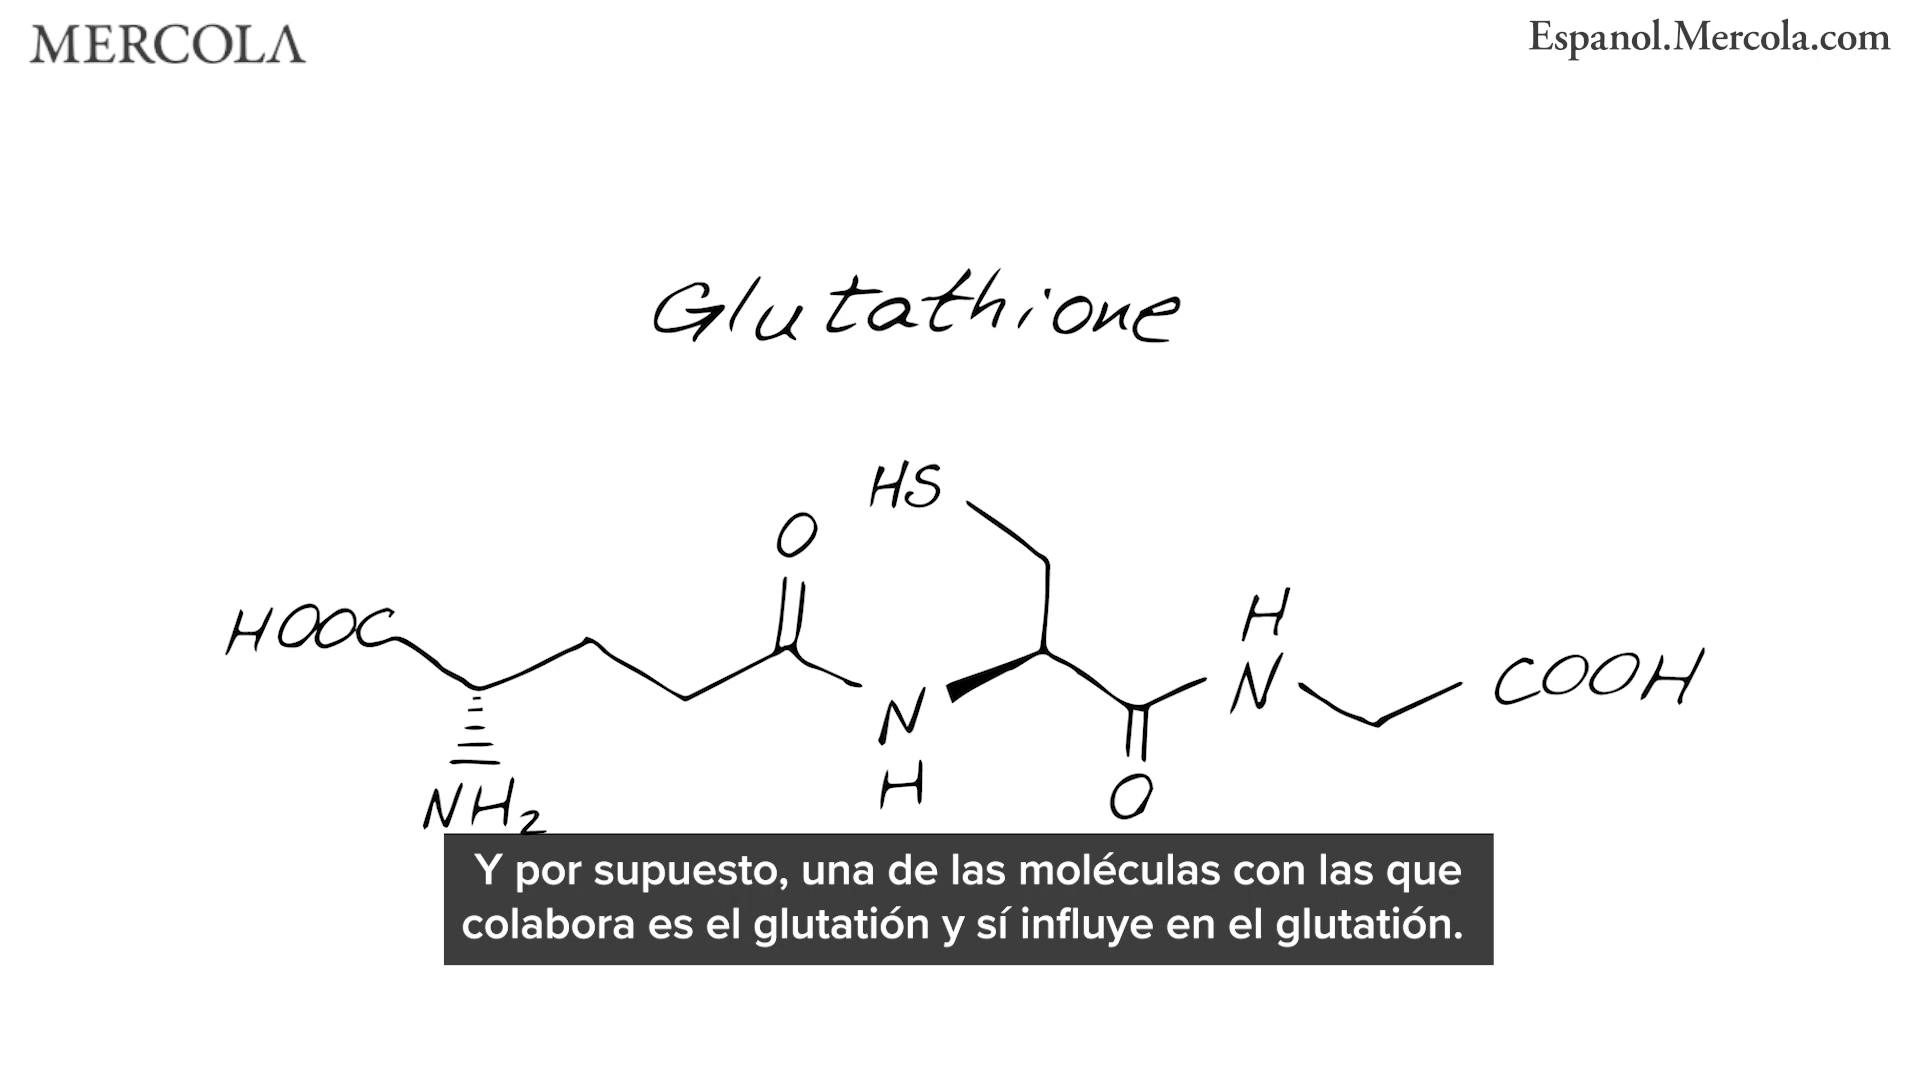 MERCOLA
Espanol.Mercola.com
Glutathione
HS
O
H
HOOC
N
COOH
N
H
NH₂
O
Y por supuesto, una de las moléculas con las que
colabora es el glutatión y sí influye en el glutatión.